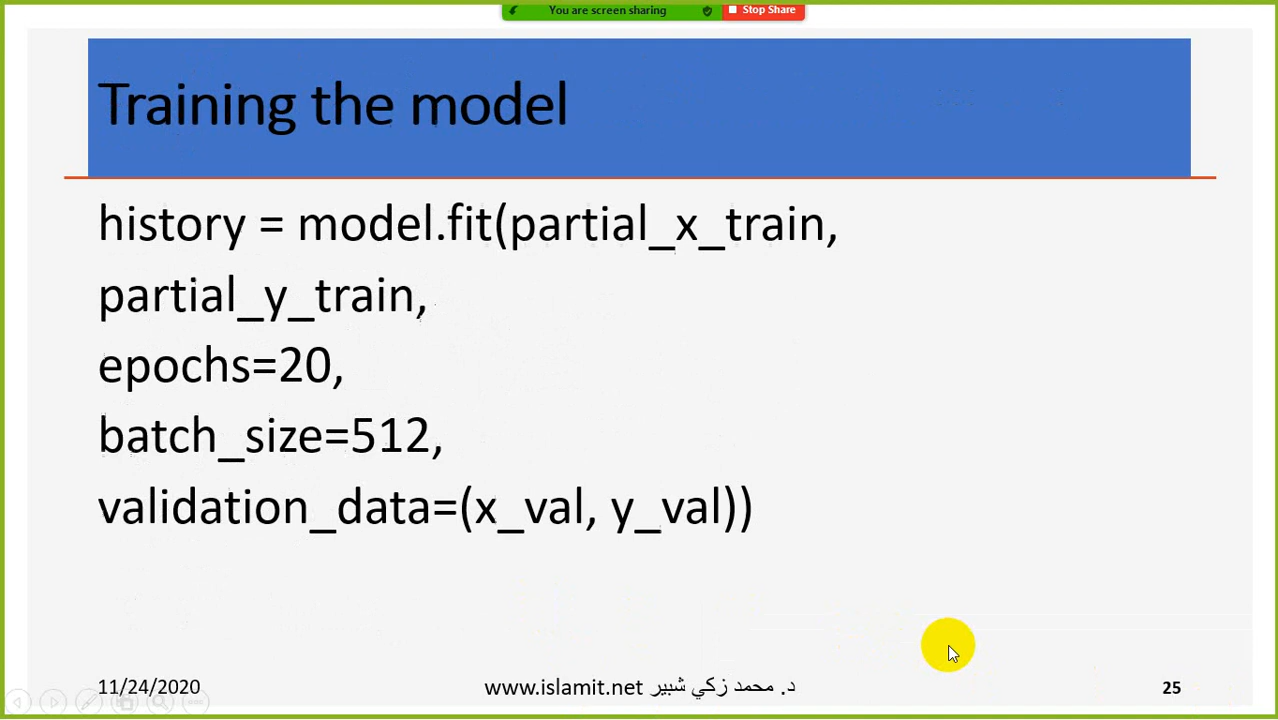 You are screen sharing
Stop Share
Training the model
history = model.fit(partial_x_train,
partial_y_train,
epochs=20,
batch_size=512,
validation_data=(x_val, y_val))
11/24/2020
www.islamit.net د. محمد زكي شبير
25